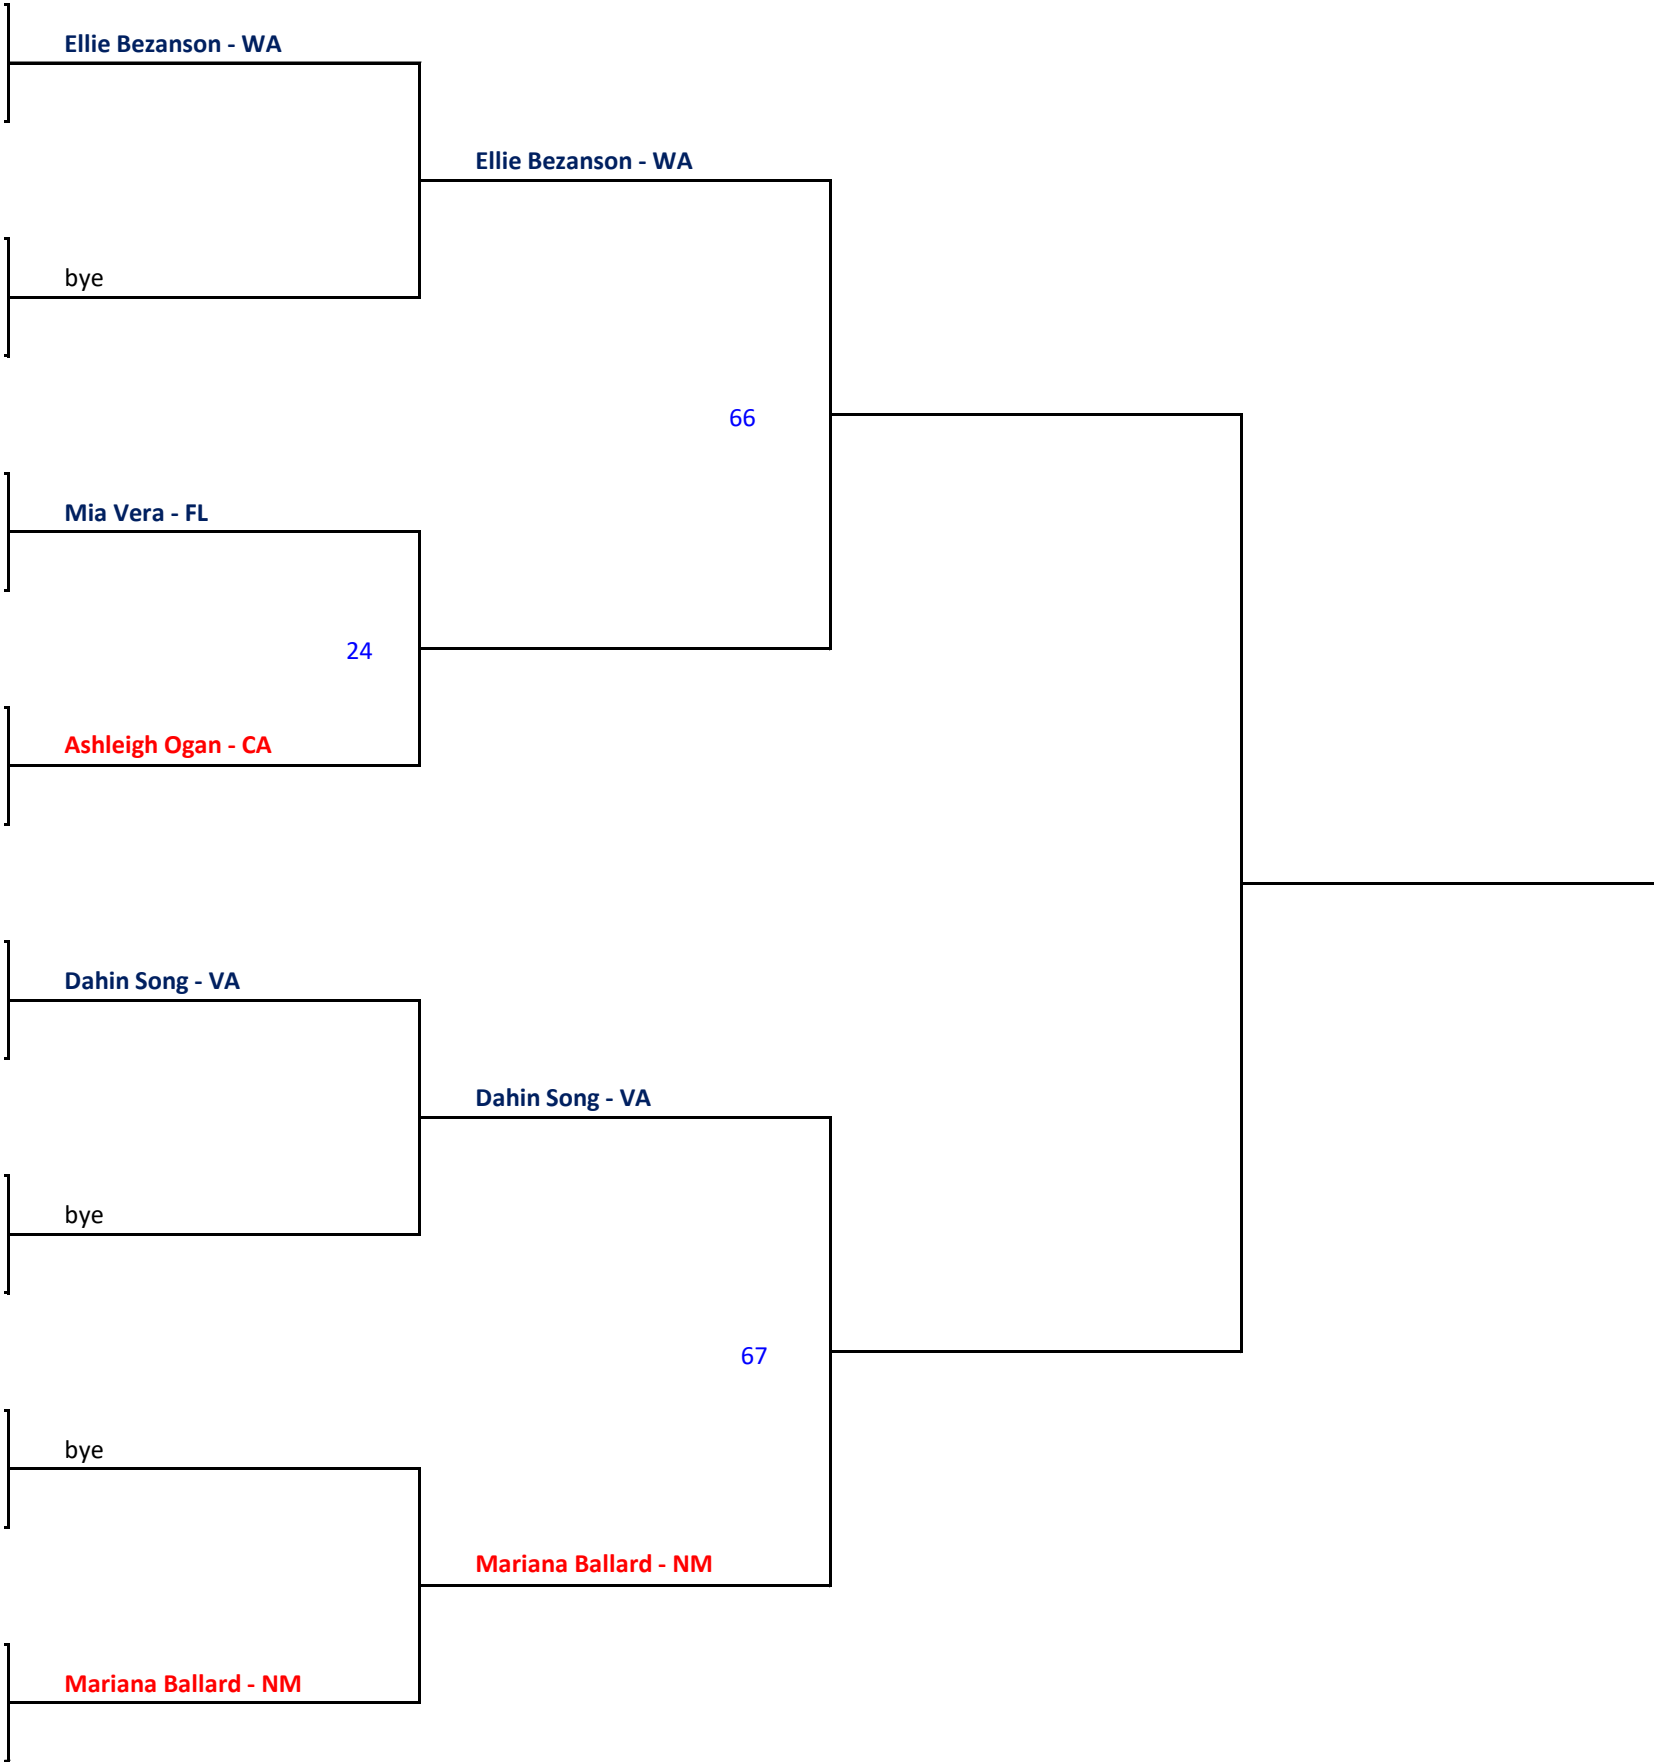 Ellie Bezanson - WA
Ellie Bezanson - WA
bye
66
Mia Vera - FL
24
Ashleigh Ogan - CA
Dahin Song - VA
Dahin Song - VA
bye
67
bye
Mariana Ballard - NM
Mariana Ballard - NM